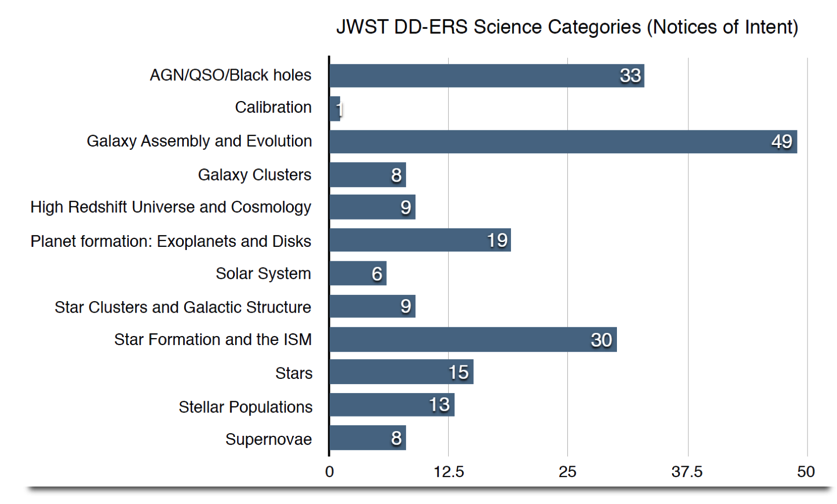 JWST DD-ERS Science Categories (Notices of Intent)
AGN/QSO/Black holes 33
Calibration 1
Galaxy Assembly and Evolution 49
Galaxy Clusters 8
High Redshift Universe and Cosmology 9
Planet formation: Exoplanets and Disks 19
Solar System 6
Star Clusters and Galactic Structure 9
Star Formation and the ISM 30
Stars 15
Stellar Populations 13
Supernovae 8
0 12.5 25 37.5 50